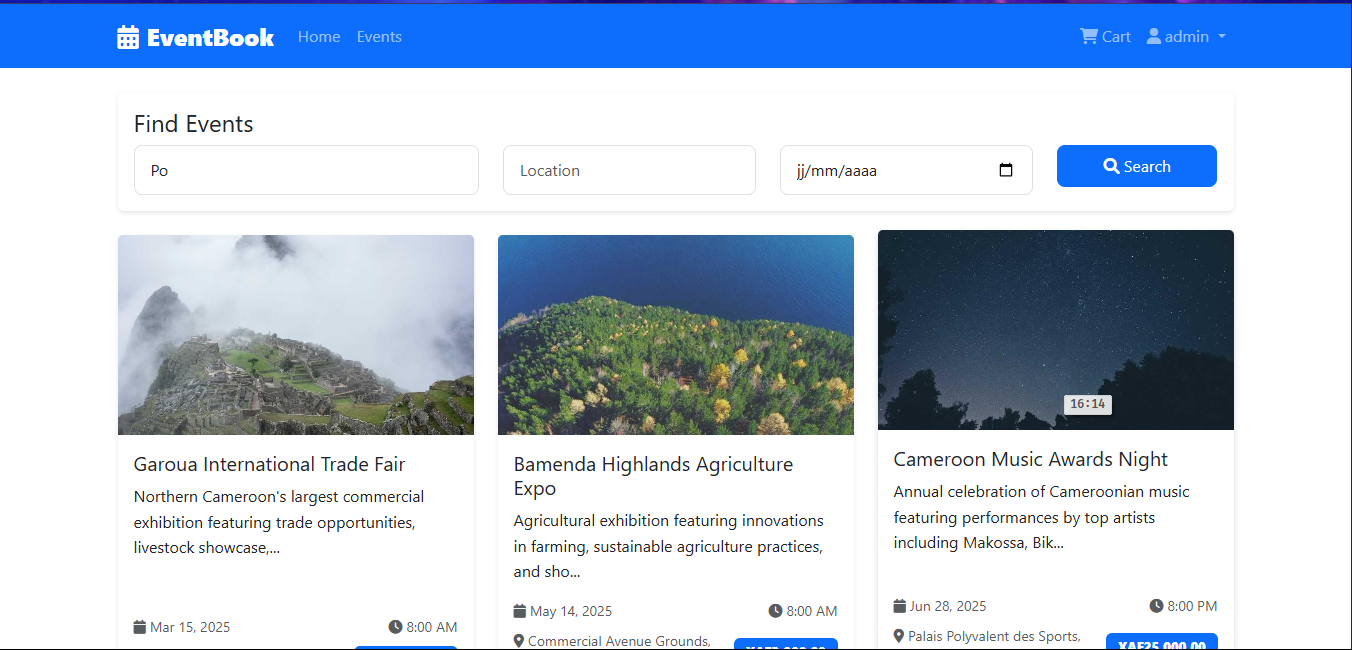 EventBook Home Events Cart admin
Find Events
Po Location jj/mm/aaaa Search
16:14
Garoua International Trade Fair
Northern Cameroon's largest commercial
exhibition featuring trade opportunities,
livestock showcase,...
Mar 15, 2025 8:00 AM
Bamenda Highlands Agriculture
Expo
Agricultural exhibition featuring innovations
in farming, sustainable agriculture practices,
and sho...
May 14, 2025 8:00 AM
Commercial Avenue Grounds,
Cameroon Music Awards Night
Annual celebration of Cameroonian music
featuring performances by top artists
including Makossa, Bik...
Jun 28, 2025 8:00 PM
Palais Polyvalent des Sports,
XAF25,000.00